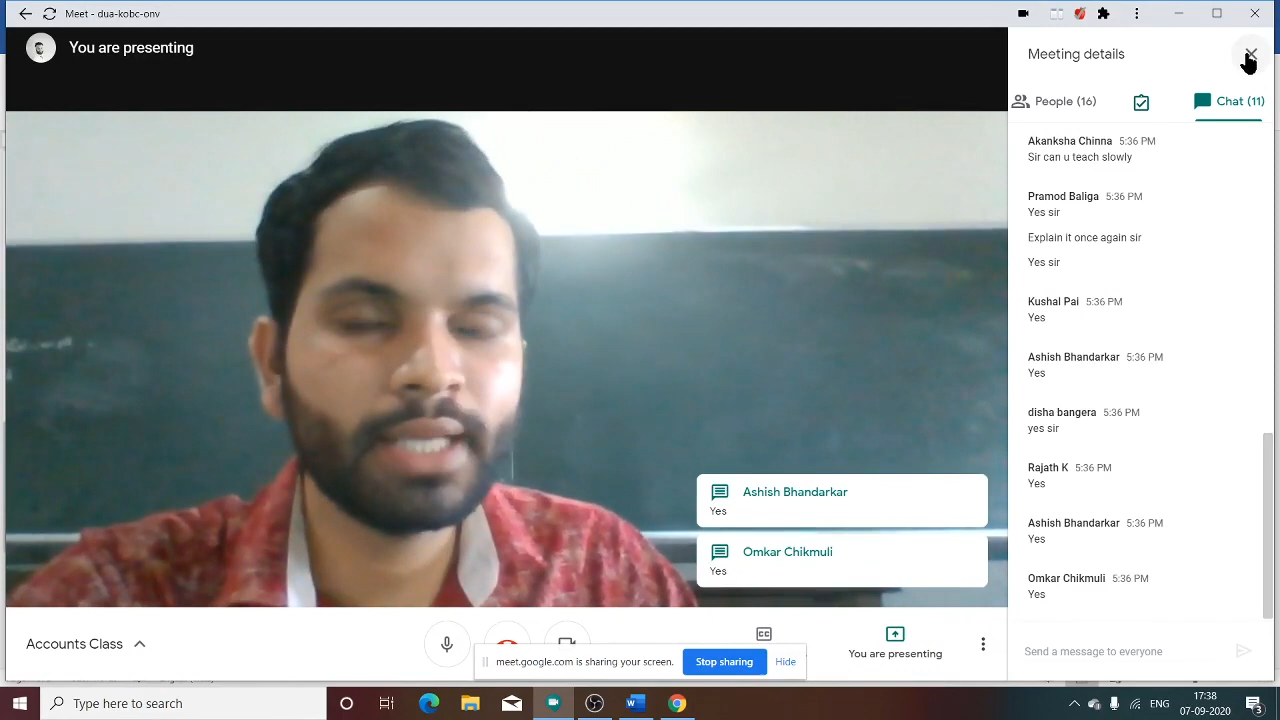 Meet - dua-kobc-onv
You are presenting
Meeting details
People (16)
Chat (11)
Akanksha Chinna 5:36 PM
Sir can u teach slowly
Pramod Baliga 5:36 PM
Yes sir
Explain it once again sir
Yes sir
Kushal Pai 5:36 PM
Yes
Ashish Bhandarkar 5:36 PM
Yes
disha bangera 5:36 PM
yes sir
Rajath K 5:36 PM
Yes
Ashish Bhandarkar 5:36 PM
Yes
Omkar Chikmuli 5:36 PM
Yes
Send a message to everyone
Ashish Bhandarkar
Yes
Omkar Chikmuli
Yes
Accounts Class
CC
You are presenting
meet.google.com is sharing your screen.
Stop sharing
Hide
Type here to search
ENG
17:38
07-09-2020